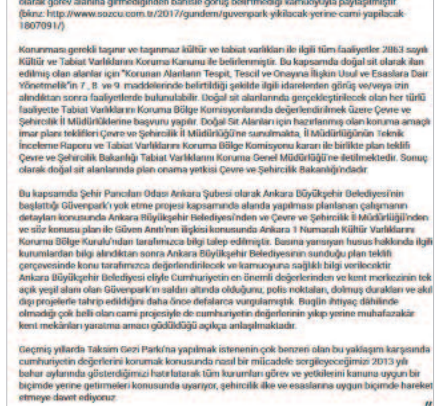 olarak görev alanına girmediğinden bahisle görüş belirtmediği kamuoyuyla paylaşılmıştır
(bknz: http://www.sozcu.com.tr/2017/gundem/guvenpark-yikilacak-yerine-cami-yapilacak-
1807091/)
Korunması gerekli taşınır ve taşınmaz kültür ve tabiat varlıkları ile ilgili tüm faaliyetler 2863 sayılı
Kültür ve Tabiat Varlıklarını Koruma Kanunu ile belirlenmiştir. Bu kapsamda doğal sit olarak ilan
edilmiş olan alanlar için "Korunan Alanların Tespit, Tescil ve Onayına İlişkin Usul ve Esaslara Dair
Yönetmelik"in 7., 8. ve 9. maddelerinde belirtildiği şekilde ilgili idarelerden görüş ve/veya izin
alındıktan sonra faaliyetlerde bulunulabilir. Doğal sit alanlarında gerçekleştirilecek olan her türlü
faaliyette Tabiat Varlıklarını Koruma Bölge Komisyonlarında değerlendirilmek üzere Çevre ve
Şehircilik İl Müdürlüklerine başvuru yapılır. Doğal Sit Alanları için hazırlanmış olan koruma amaçlı
imar planı teklifleri Çevre ve Şehircilik İl Müdürlüğü'ne sunulmakta, İl Müdürlüğünün Teknik
İnceleme Raporu ve Tabiat Varlıklarını Koruma Bölge Komisyonu kararı ile birlikte plan teklifi
Çevre ve Şehircilik Bakanlığı Tabiat Varlıklarını Koruma Genel Müdürlüğü'ne iletilmektedir. Sonuç
olarak doğal sit alanlarında plan onama yetkisi Çevre ve Şehircilik Bakanlığındadır
Bu kapsamda Şehir Plancıları Odası Ankara Şubesi olarak Ankara Büyükşehir Belediyesi'nin
başlattığı Güvenpark'ı yok etme projesi kapsamında alanda yapılması planlanan çalışmanın
detayları konusunda Ankara Büyükşehir Belediyesi'nden ve Çevre ve Şehircilik İl Müdürlüğü'nden
ve söz konusu plan ile Güven Anıtı'nın ilişkisi konusunda Ankara 1 Numaralı Kültür Varlıklarını
Koruma Bölge Kurulu'ndan tarafımızca bilgi talep edilmiştir. Basına yansıyan husus hakkında ilgili
kurumlardan bilgi alındıktan sonra Ankara Büyükşehir Belediyesinin sunduğu plan teklifi
çerçevesinde konu tarafımızca değerlendirilecek ve kamuoyuna sağlıklı bilgi verilecektir
Ankara Büyükşehir Belediyesi eliyle Cumhuriyetin en önemli değerlerinden ve kent merkezinin tek
açık yeşil alanı olan Güvenpark'ın saldırı altında olduğunu, polis noktaları, dolmuş durakları ve akıl
dışı projelerle tahrip edildiğini daha önce defalarca vurgulamıştık. Bugün ihtiyaç dâhilinde
olmadığı çok belli olan cami projesiyle de cumhuriyetin değerlerinin yıkıp yerine muhafazakâr
kent mekânları yaratma amacı güdüldüğü açıkça anlaşılmaktadır.
Geçmiş yıllarda Taksim Gezi Parkı'na yapılmak istenenin çok benzeri olan bu yaklaşım karşısında
cumhuriyetin değerlerini korumak konusunda nasıl bir mücadele sergileyeceğimizi 2013 yılı
bahar aylarında gösterdiğimizi hatırlatarak tüm kurumları görev ve yetkilerini kanuna uygun bir
biçimde yerine getirmeleri konusunda uyarıyor, şehircilik ilke ve esaslarına uygun biçimde hareket
etmeye davet ediyoruz
"